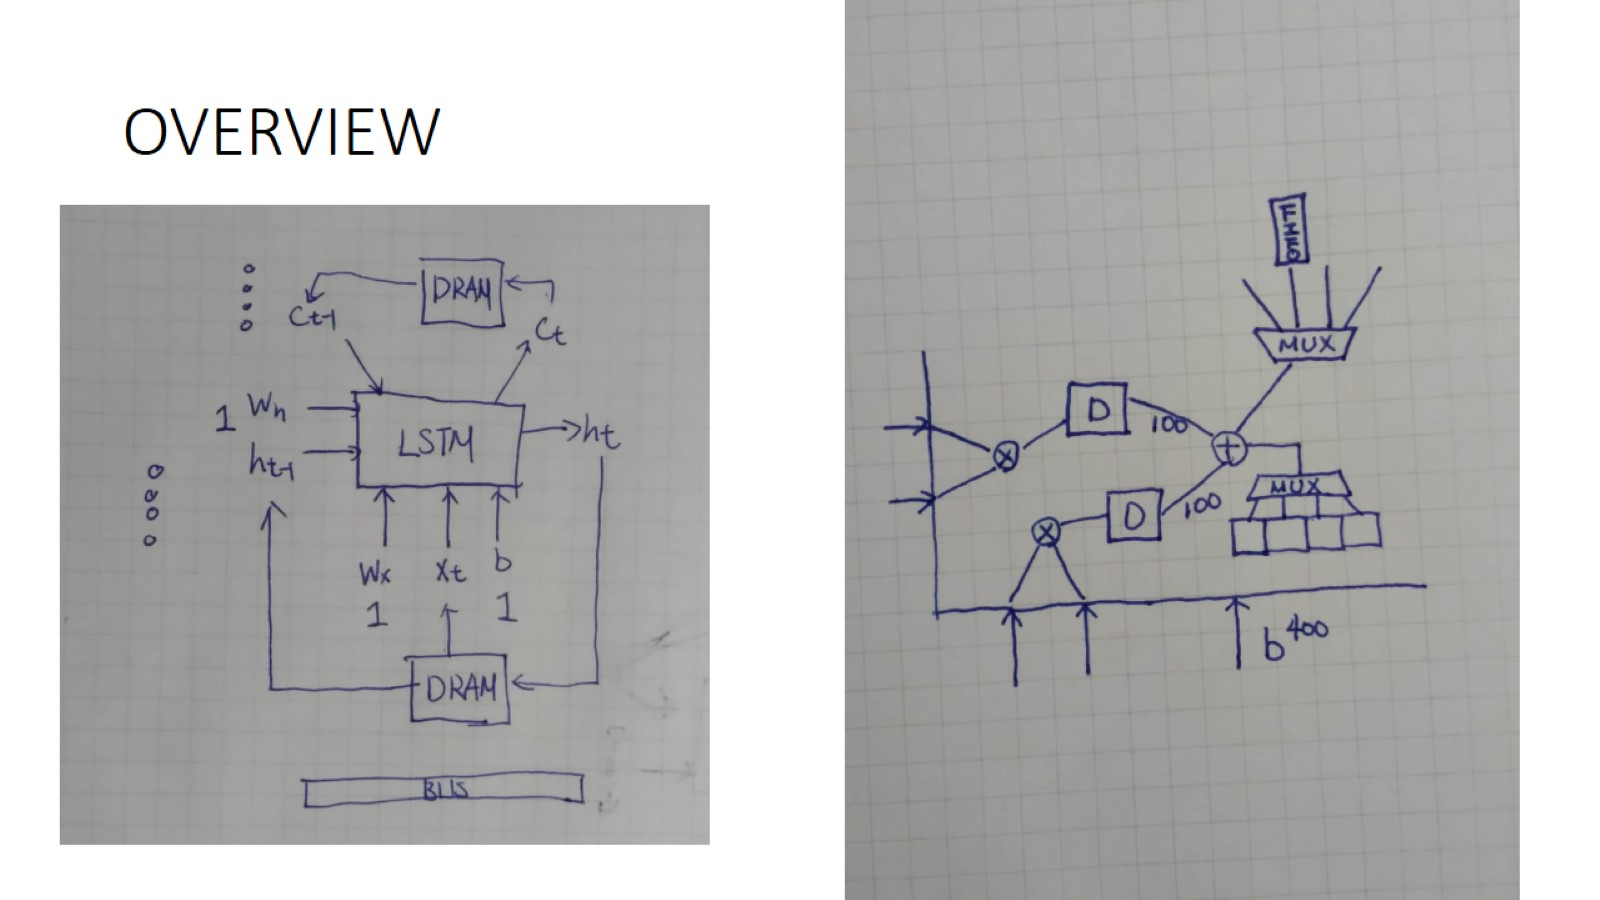 OVERVIEW
DRAM
Ct-1
Ct
1 Wh
LSTM
ht
ht-1
Wx
Xt
b
1
1
DRAM
BUS
MUX
D
100
MUX
D
100
b400